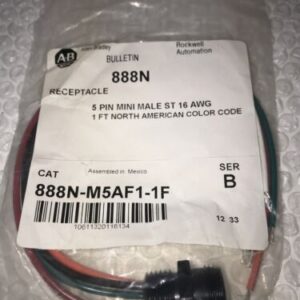 AB
Allen-Bradley
Rockwell
Automation
BULLETIN
888N
RECEPTACLE
5 PIN MINI MALE ST 16 AWG
1 FT NORTH AMERICAN COLOR CODE
CAT
Assembled in Mexico
SER
888N-M5AF1-1F
B
10611320116134
12 33